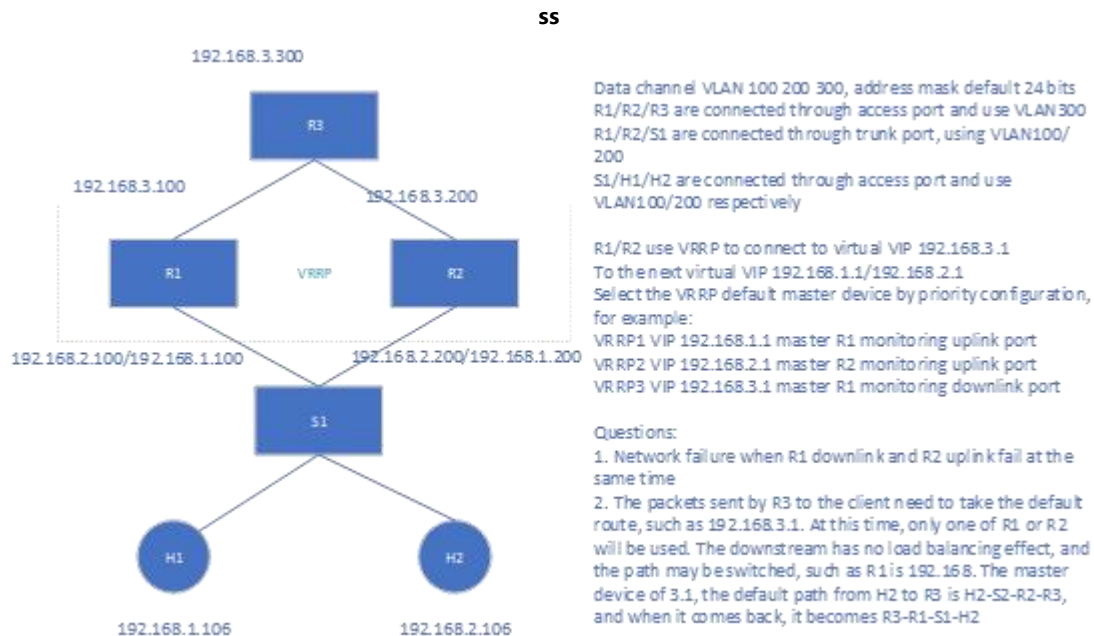 ss
192.168.3.300
R3
192.168.3.100
192.168.3.200
R1
VRRP
R2
192.168.2.100/192.168.1.100
192.168.2.200/192.168.1.200
S1
H1
H2
192.168.1.106
192.168.2.106
Data channel VLAN 100 200 300, address mask default 24 bits
R1/R2/R3 are connected through access port and use VLAN300
R1/R2/S1 are connected through trunk port, using VLAN100/
200
S1/H1/H2 are connected through access port and use
VLAN100/200 respectively
R1/R2 use VRRP to connect to virtual VIP 192.168.3.1
To the next virtual VIP 192.168.1.1/192.168.2.1
Select the VRRP default master device by priority configuration,
for example:
VRRP1 VIP 192.168.1.1 master R1 monitoring uplink port
VRRP2 VIP 192.168.2.1 master R2 monitoring uplink port
VRRP3 VIP 192.168.3.1 master R1 monitoring downlink port
Questions:
1. Network failure when R1 downlink and R2 uplink fail at the
same time
2. The packets sent by R3 to the client need to take the default
route, such as 192.168.3.1. At this time, only one of R1 or R2
will be used. The downstream has no load balancing effect, and
the path may be switched, such as R1 is 192.168. The master
device of 3.1, the default path from H2 to R3 is H2-S2-R2-R3,
and when it comes back, it becomes R3-R1-S1-H2